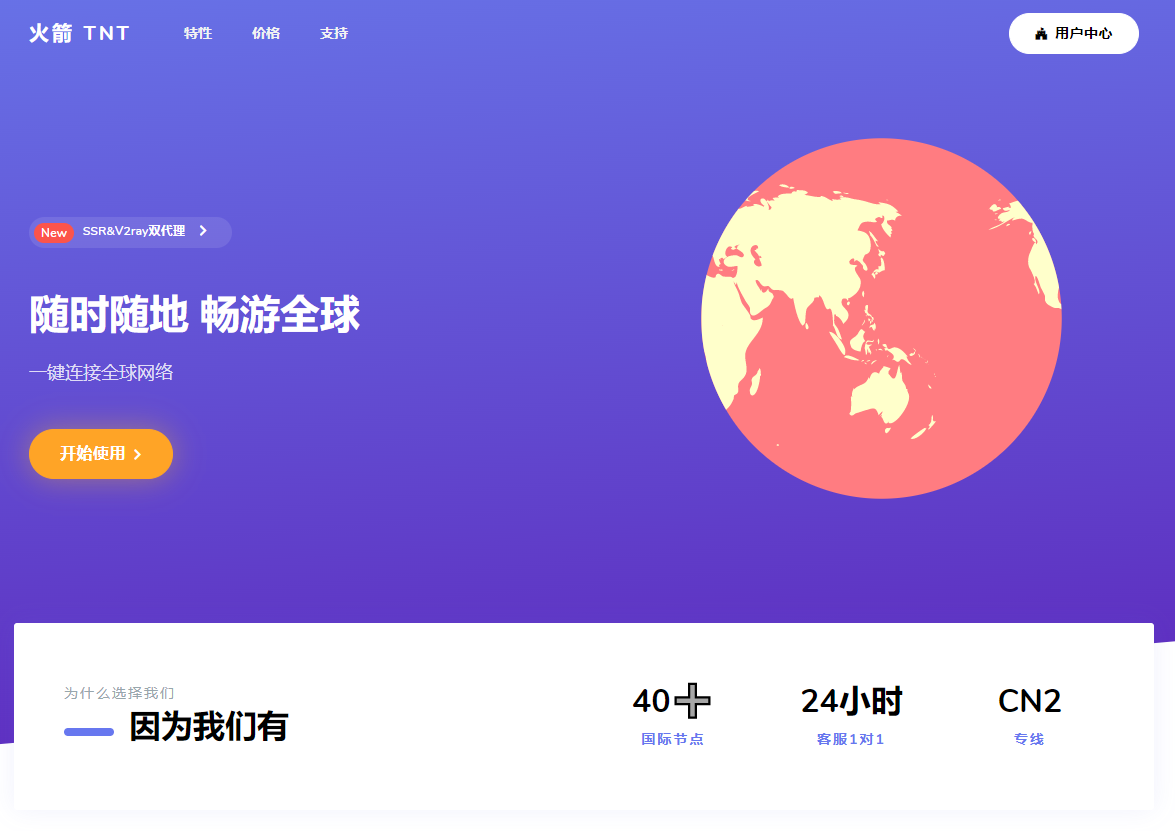 火箭 TNT
特性
价格
支持
用户中心
New SSR&V2ray双代理
随时随地 畅游全球
一键连接全球网络
开始使用
为什么选择我们
因为我们有
40➕
国际节点
24小时
客服1对1
CN2
专线